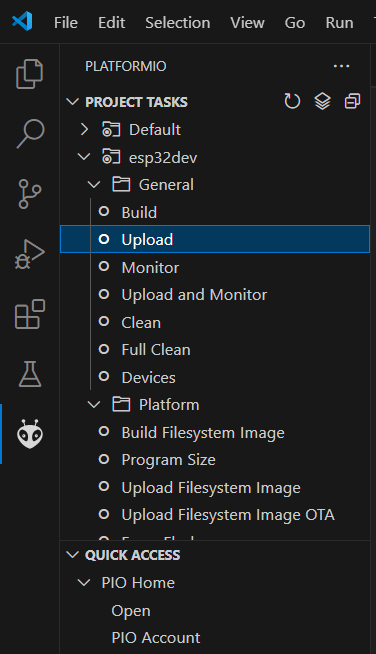 File Edit Selection View Go Run
PLATFORMIO
PROJECT TASKS
Default
esp32dev
General
Build
Upload
Monitor
Upload and Monitor
Clean
Full Clean
Devices
Platform
Build Filesystem Image
Program Size
Upload Filesystem Image
Upload Filesystem Image OTA
QUICK ACCESS
PIO Home
Open
PIO Account